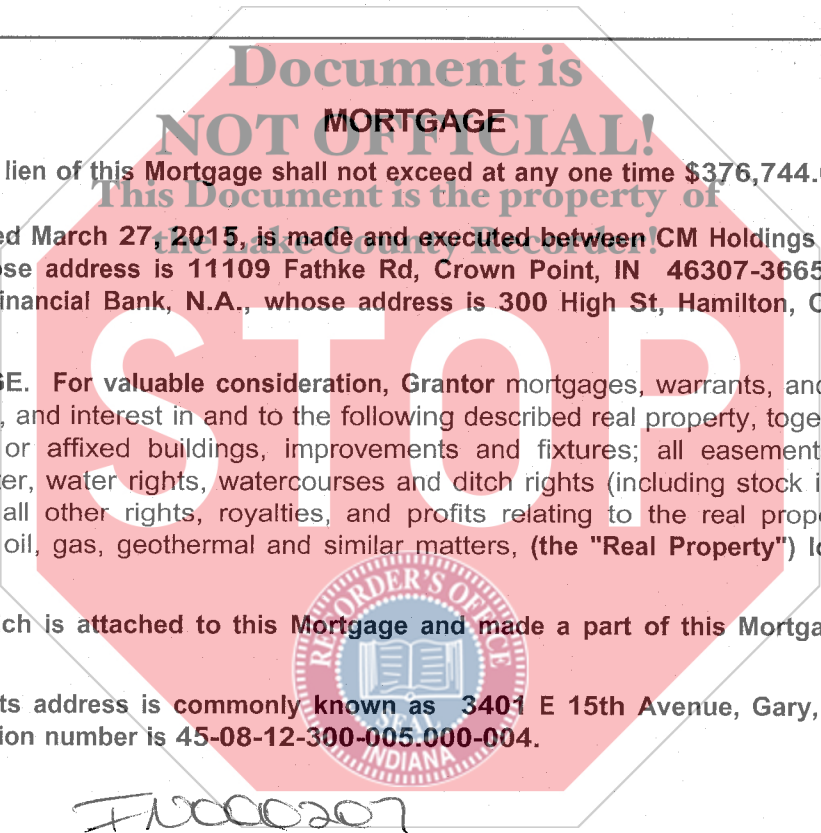 Document is
MORTGAGE
NOT OFFICIAL!
lien of this Mortgage shall not exceed at any one time $376,744.
This Document is the property of
the Lake County Recorder!
ed March 27, 2015, is made and executed between CM Holdings
ose address is 11109 Fathke Rd, Crown Point, IN 46307-3665
inancial Bank, N.A., whose address is 300 High St, Hamilton,
STOP
GE. For valuable consideration, Grantor mortgages, warrants, and
, and interest in and to the following described real property, toge
or affixed buildings, improvements and fixtures; all easement
ter, water rights, watercourses and ditch rights (including stock i
all other rights, royalties, and profits relating to the real prop
oil, gas, geothermal and similar matters, (the "Real Property") lo
RECORDER'S OFFICE
ch is attached to this Mortgage and made a part of this Mortga
ts address is commonly known as 3401 E 15th Avenue, Gary,
SEAL
ion number is 45-08-12-300-005.000-004.
INDIANA
IN000207